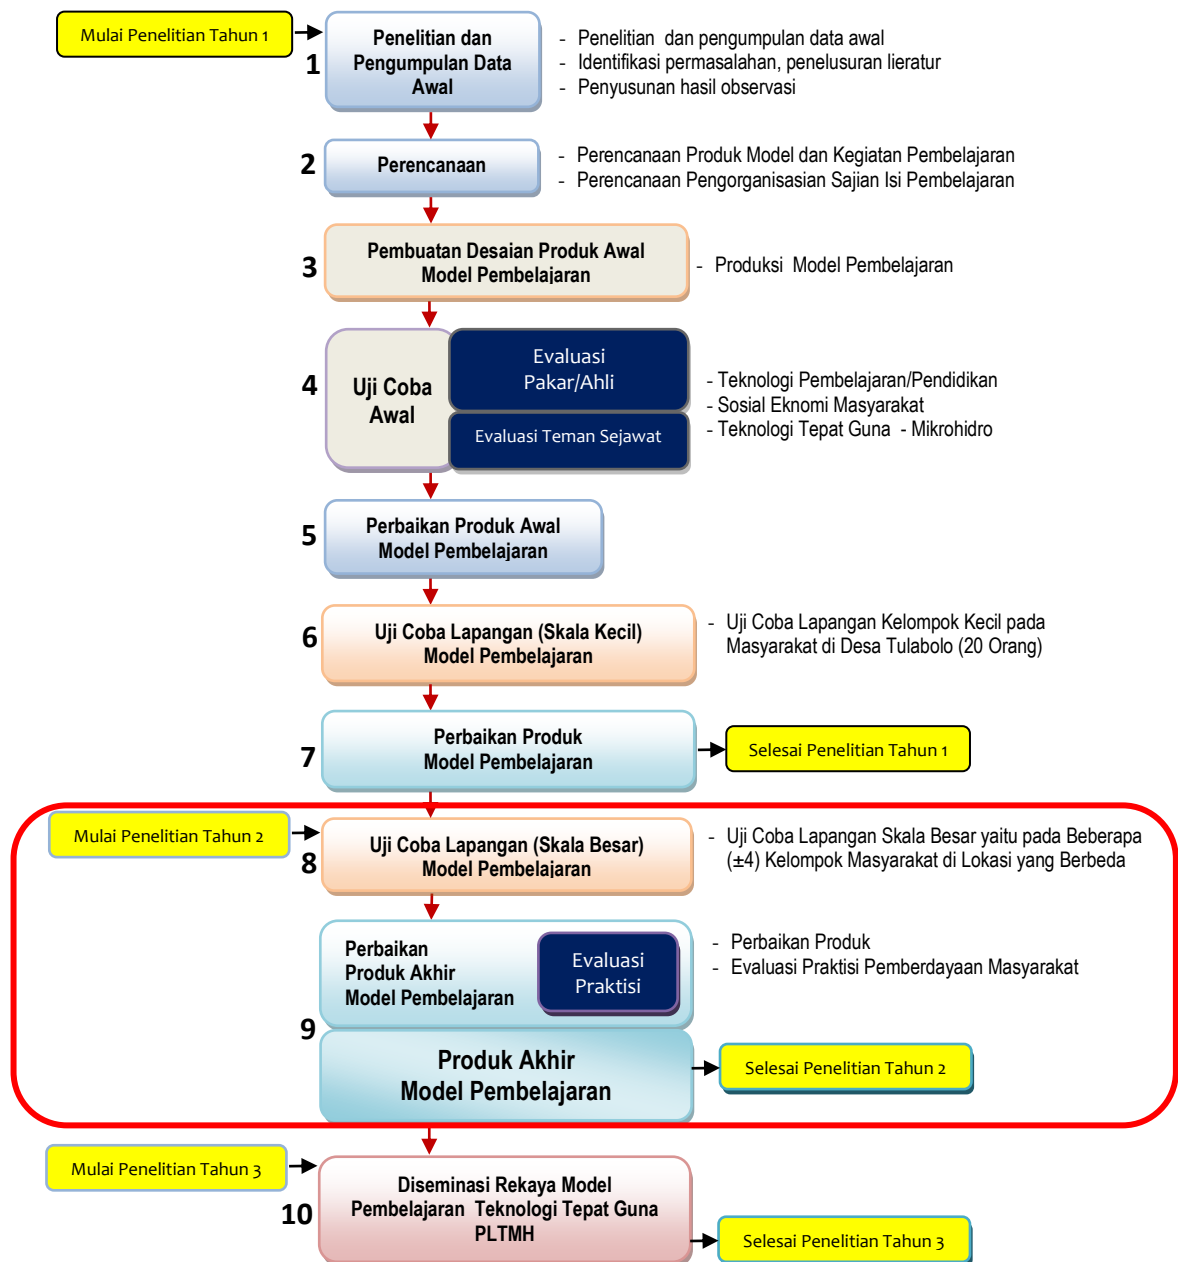 Mulai Penelitian Tahun 1
1
Penelitian dan
Pengumpulan Data
Awal
- Penelitian dan pengumpulan data awal
- Identifikasi permasalahan, penelusuran lieratur
- Penyusunan hasil observasi
2
Perencanaan
- Perencanaan Produk Model dan Kegiatan Pembelajaran
- Perencanaan Pengorganisasian Sajian Isi Pembelajaran
3
Pembuatan Desaian Produk Awal
Model Pembelajaran
- Produksi Model Pembelajaran
4
Uji Coba
Awal
Evaluasi
Pakar/Ahli
Evaluasi Teman Sejawat
- Teknologi Pembelajaran/Pendidikan
- Sosial Eknomi Masyarakat
- Teknologi Tepat Guna - Mikrohidro
5
Perbaikan Produk Awal
Model Pembelajaran
6
Uji Coba Lapangan (Skala Kecil)
Model Pembelajaran
- Uji Coba Lapangan Kelompok Kecil pada
Masyarakat di Desa Tulabolo (20 Orang)
7
Perbaikan Produk
Model Pembelajaran
Selesai Penelitian Tahun 1
Mulai Penelitian Tahun 2
8
Uji Coba Lapangan (Skala Besar)
Model Pembelajaran
- Uji Coba Lapangan Skala Besar yaitu pada Beberapa
(±4) Kelompok Masyarakat di Lokasi yang Berbeda
9
Perbaikan
Produk Akhir
Model Pembelajaran
Evaluasi
Praktisi
- Perbaikan Produk
- Evaluasi Praktisi Pemberdayaan Masyarakat
Produk Akhir
Model Pembelajaran
Selesai Penelitian Tahun 2
Mulai Penelitian Tahun 3
10
Diseminasi Rekaya Model
Pembelajaran Teknologi Tepat Guna
PLTMH
Selesai Penelitian Tahun 3